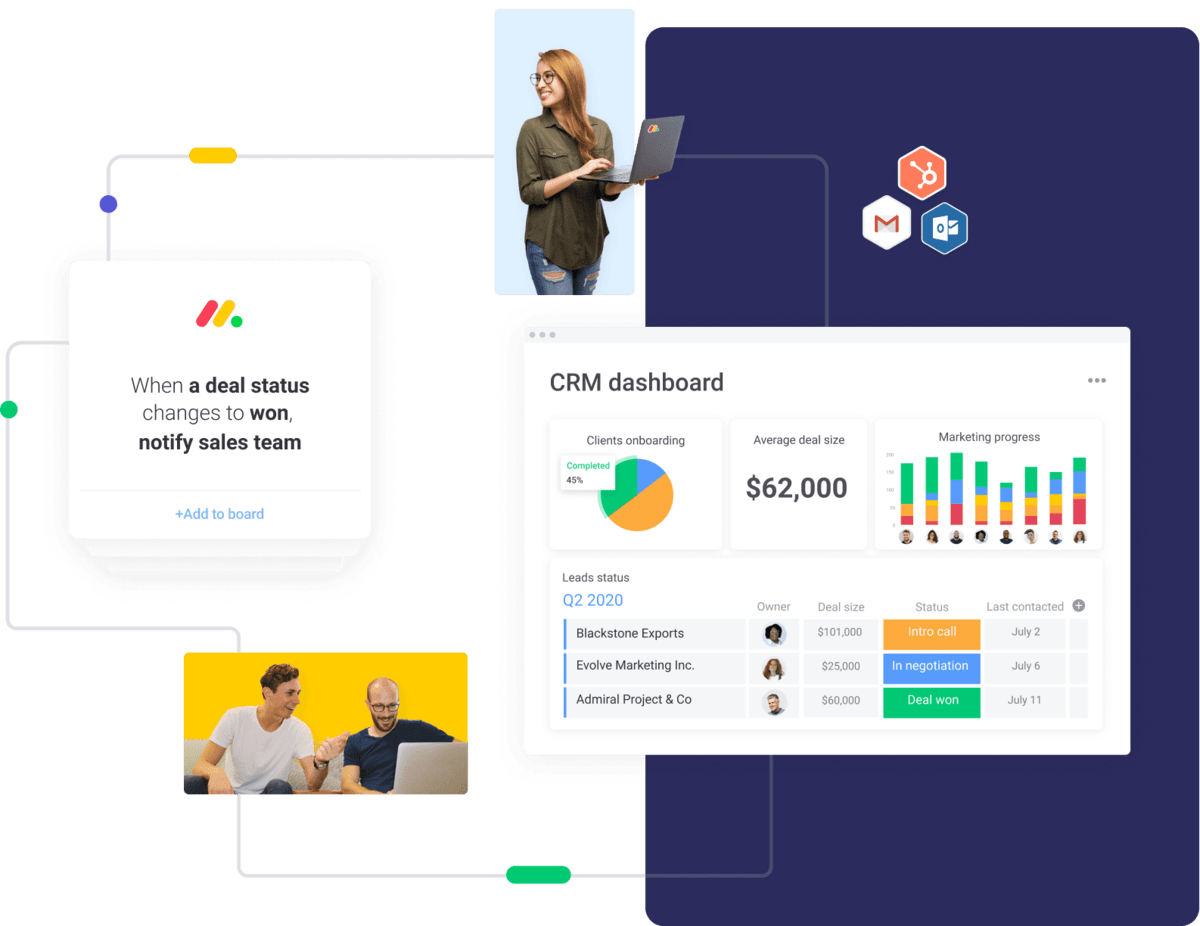 When a deal status
changes to won,
notify sales team
+Add to board
CRM dashboard
Clients onboarding
Completed
45%
Average deal size
$62,000
Marketing progress
200
150
100
50
0
Leads status
Q2 2020
Owner Deal size Status Last contacted
Blackstone Exports $101,000 Intro call July 2
Evolve Marketing Inc. $25,000 In negotiation July 6
Admiral Project & Co $60,000 Deal won July 11